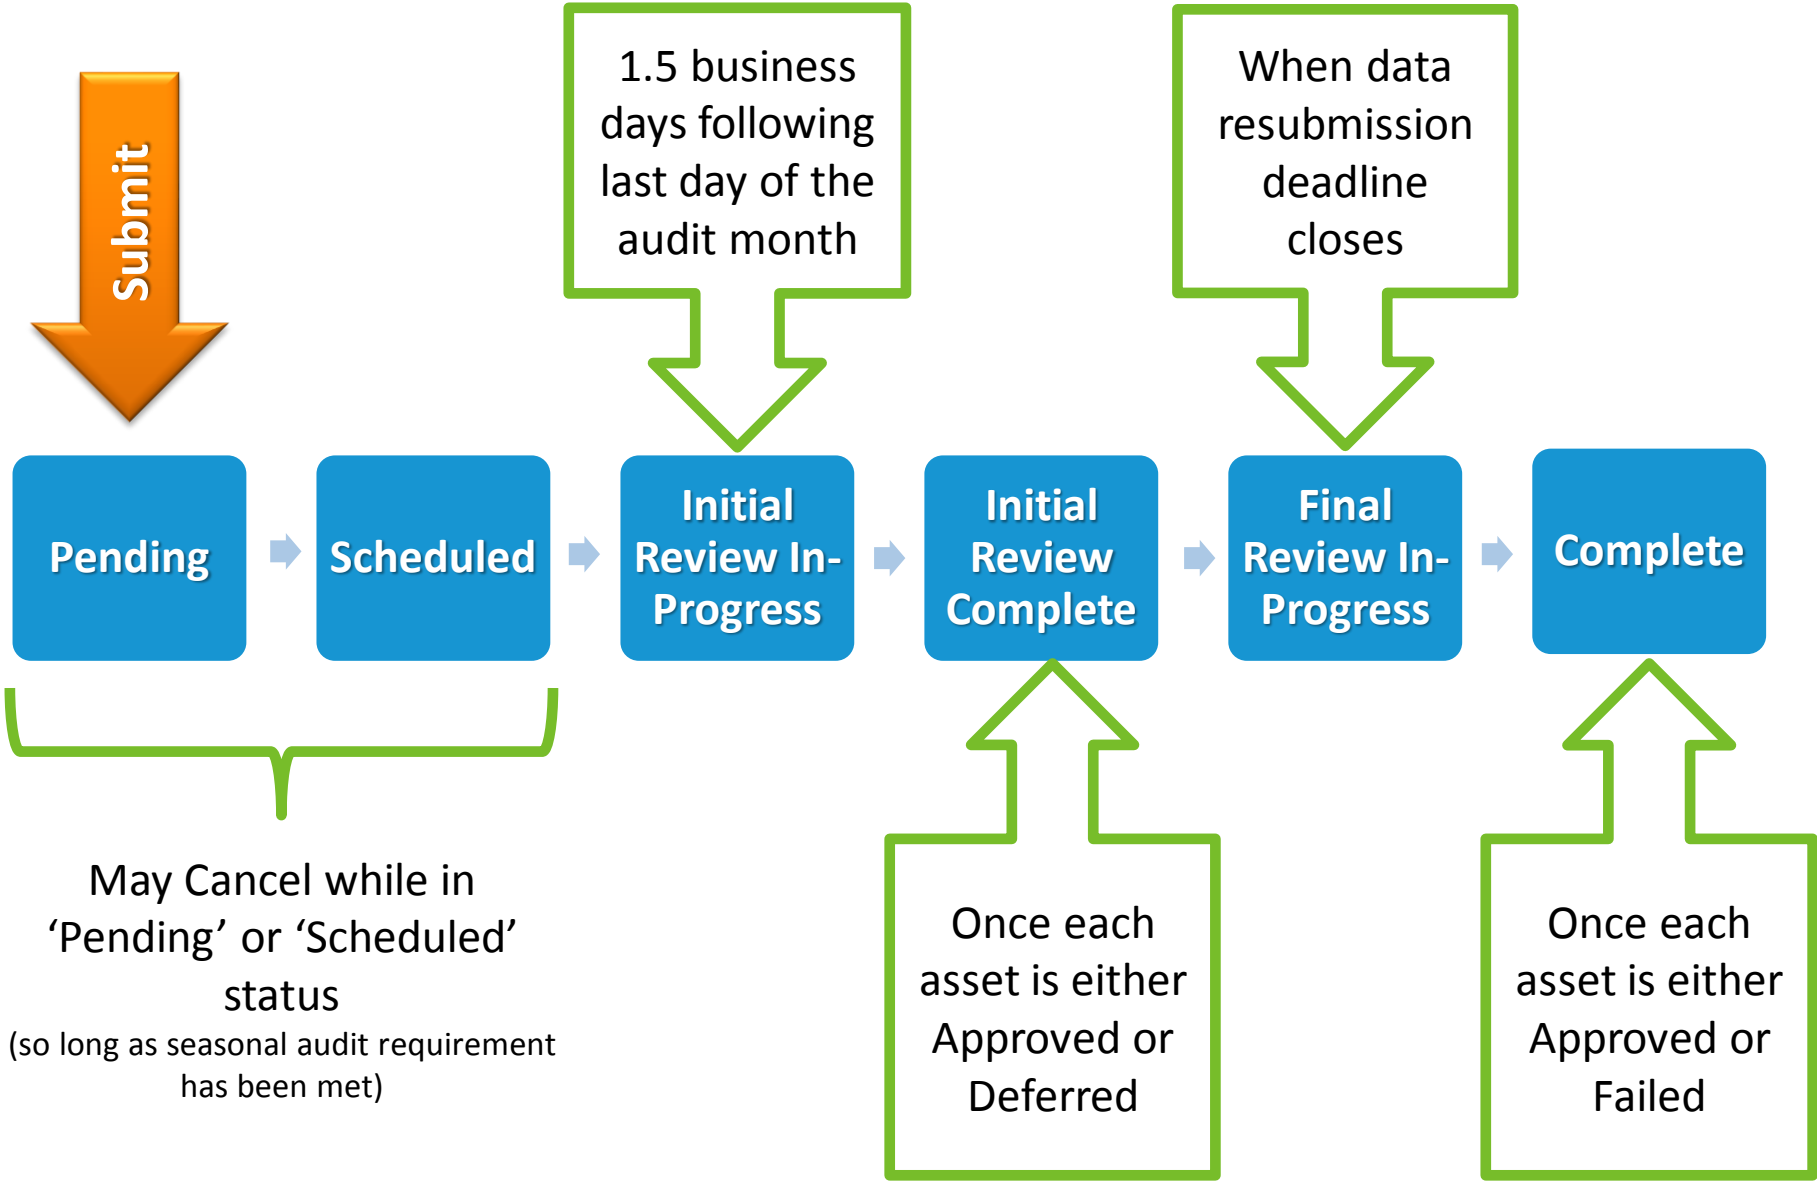 Submit
1.5 business
days following
last day of the
audit month
When data
resubmission
deadline
closes
Pending
Scheduled
Initial
Review In-
Progress
Initial
Review
Complete
Final
Review In-
Progress
Complete
May Cancel while in
‘Pending’ or ‘Scheduled’
status
(so long as seasonal audit requirement
has been met)
Once each
asset is either
Approved or
Deferred
Once each
asset is either
Approved or
Failed